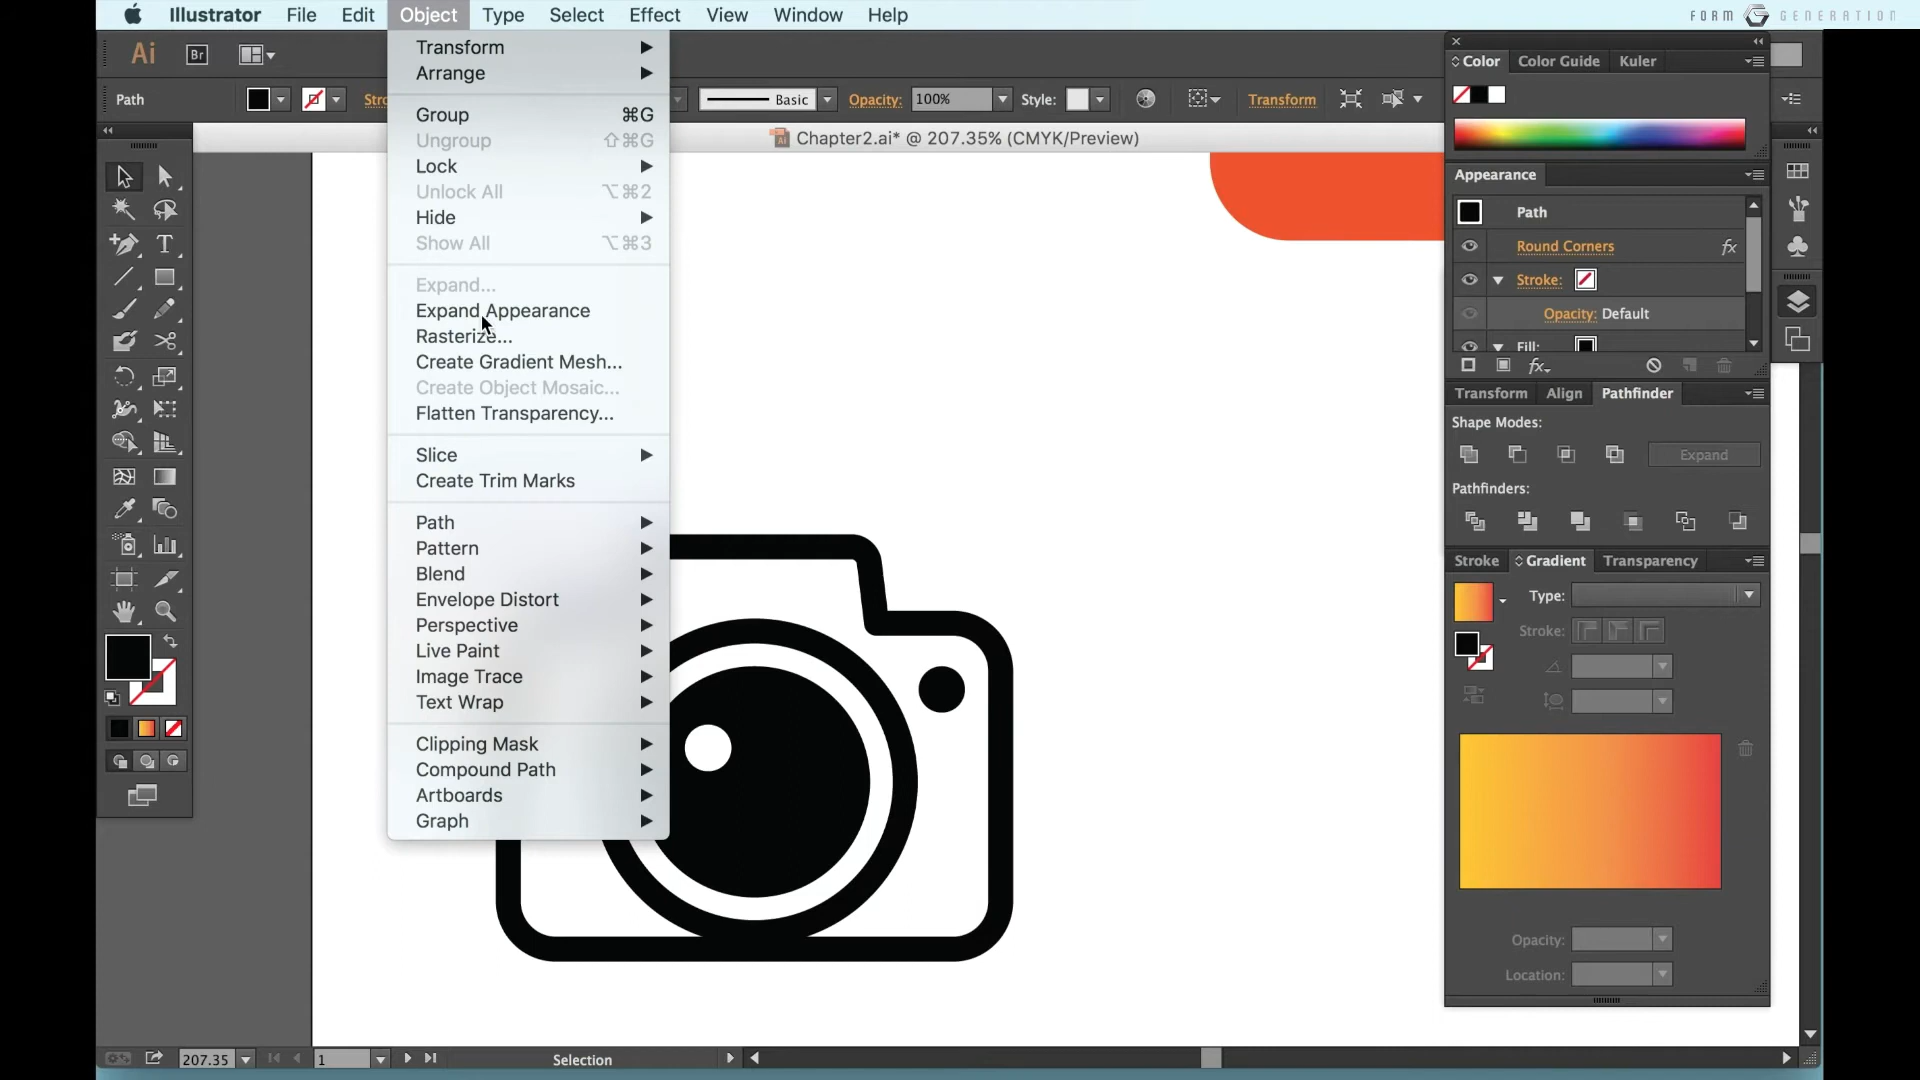 Illustrator File Edit Object Type Select Effect View Window Help
FORM GENERATION
Ai Br
Path
Stro
Basic
Opacity: 100%
Style:
Transform
Chapter2.ai* @ 207.35% (CMYK/Preview)
Transform
Arrange
Group ⌘G
Ungroup ⇧⌘G
Lock
Unlock All ⌥⌘2
Hide
Show All ⌥⌘3
Expand...
Expand Appearance
Rasterize...
Create Gradient Mesh...
Create Object Mosaic...
Flatten Transparency...
Slice
Create Trim Marks
Path
Pattern
Blend
Envelope Distort
Perspective
Live Paint
Image Trace
Text Wrap
Clipping Mask
Compound Path
Artboards
Graph
Color Color Guide Kuler
Appearance
Path
Round Corners fx
Stroke:
Opacity: Default
Fill:
fx
Transform Align Pathfinder
Shape Modes:
Expand
Pathfinders:
Stroke Gradient Transparency
Type:
Stroke:
Opacity:
Location:
207.35 1 Selection